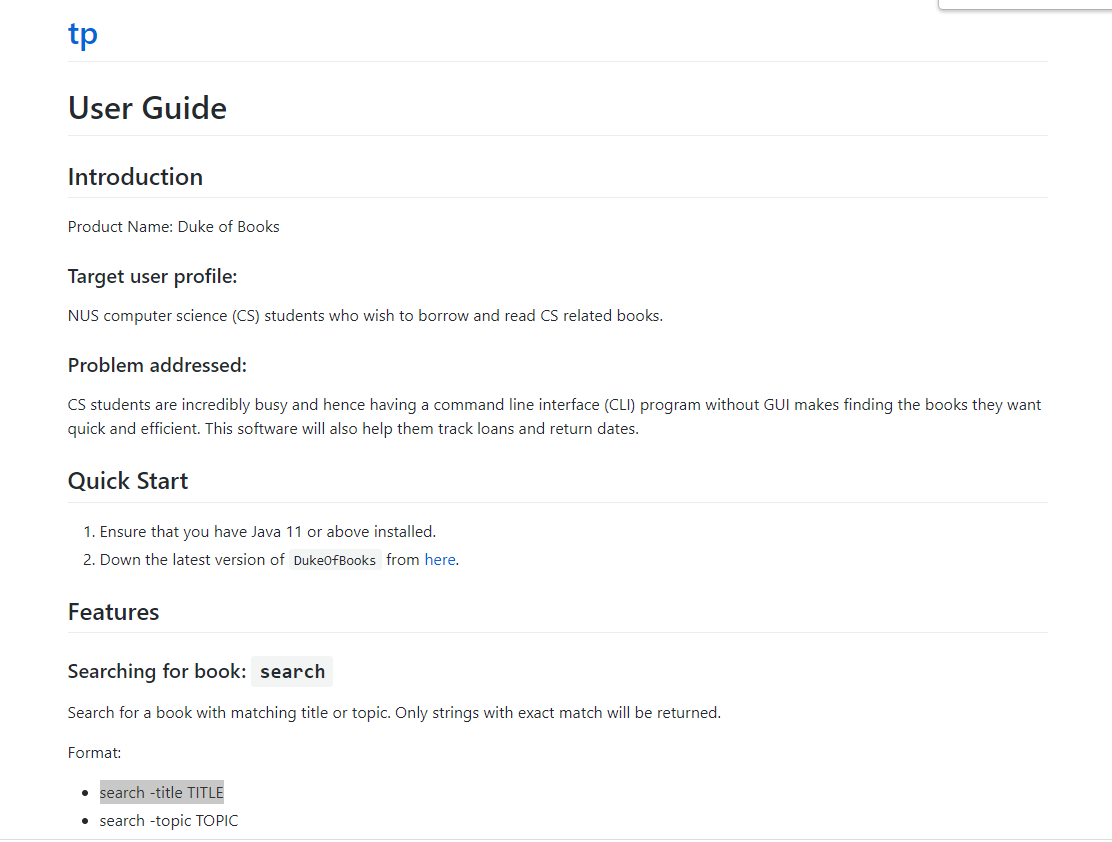 tp
User Guide
Introduction
Product Name: Duke of Books
Target user profile:
NUS computer science (CS) students who wish to borrow and read CS related books.
Problem addressed:
CS students are incredibly busy and hence having a command line interface (CLI) program without GUI makes finding the books they want
quick and efficient. This software will also help them track loans and return dates.
Quick Start
1. Ensure that you have Java 11 or above installed.
2. Down the latest version of DukeOfBooks from here.
Features
Searching for book: search
Search for a book with matching title or topic. Only strings with exact match will be returned.
Format:
• search -title TITLE
• search -topic TOPIC